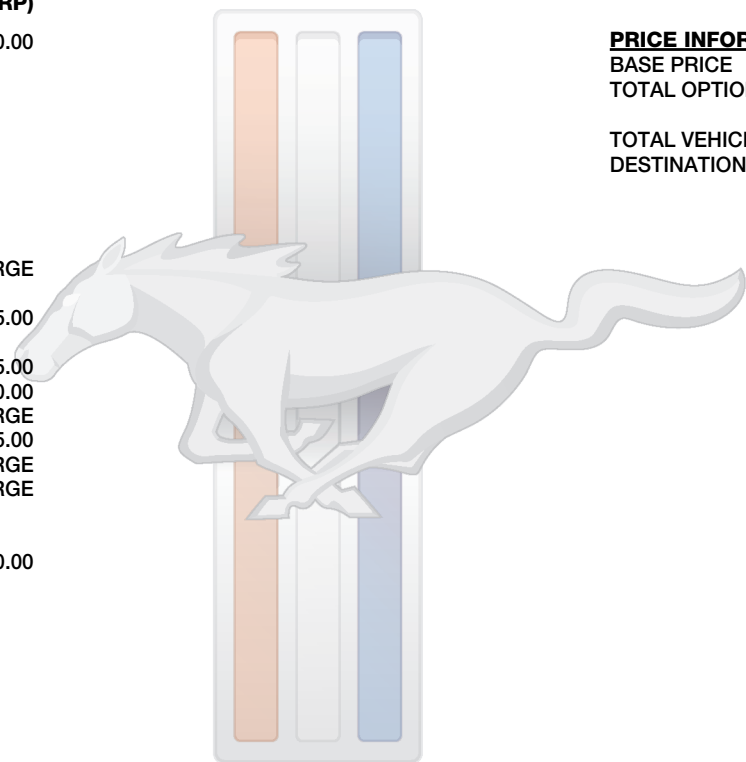 RP)
0.00
RGE
5.00
5.00
0.00
RGE
5.00
RGE
RGE
0.00
PRICE INFOR
BASE PRICE
TOTAL OPTIO
TOTAL VEHIC
DESTINATION